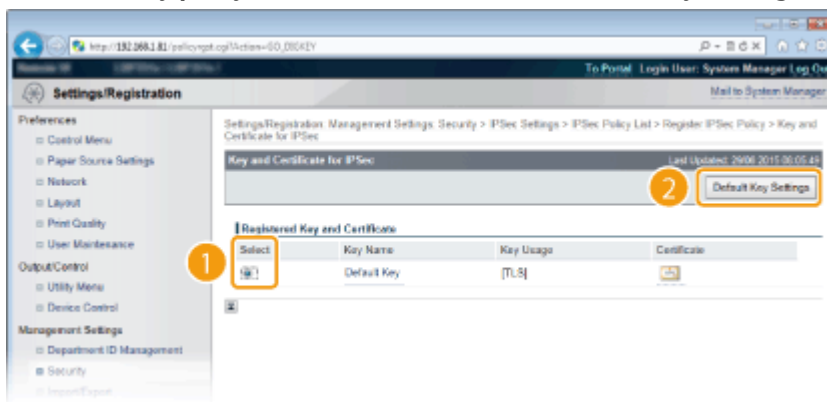 http://192.168.1.81/policyrgst.cgi?Action=GO_DISKEY
To Portal Login User: System Manager Log Ou
Settings/Registration
Mail to System Manager
Preferences
Control Menu
Paper Source Settings
Network
Layout
Print Quality
User Maintenance
Output/Control
Utility Menu
Device Control
Management Settings
Department ID Management
Security
Import/Export
Settings/Registration: Management Settings: Security > IPSec Settings > IPSec Policy List > Register IPSec Policy > Key and
Certificate for IPSec
Key and Certificate for IPSec
Last Updated: 29/06 2015 08:05:49
2
Default Key Settings
Registered Key and Certificate
1
Select Key Name Key Usage Certificate
Default Key [TLS]